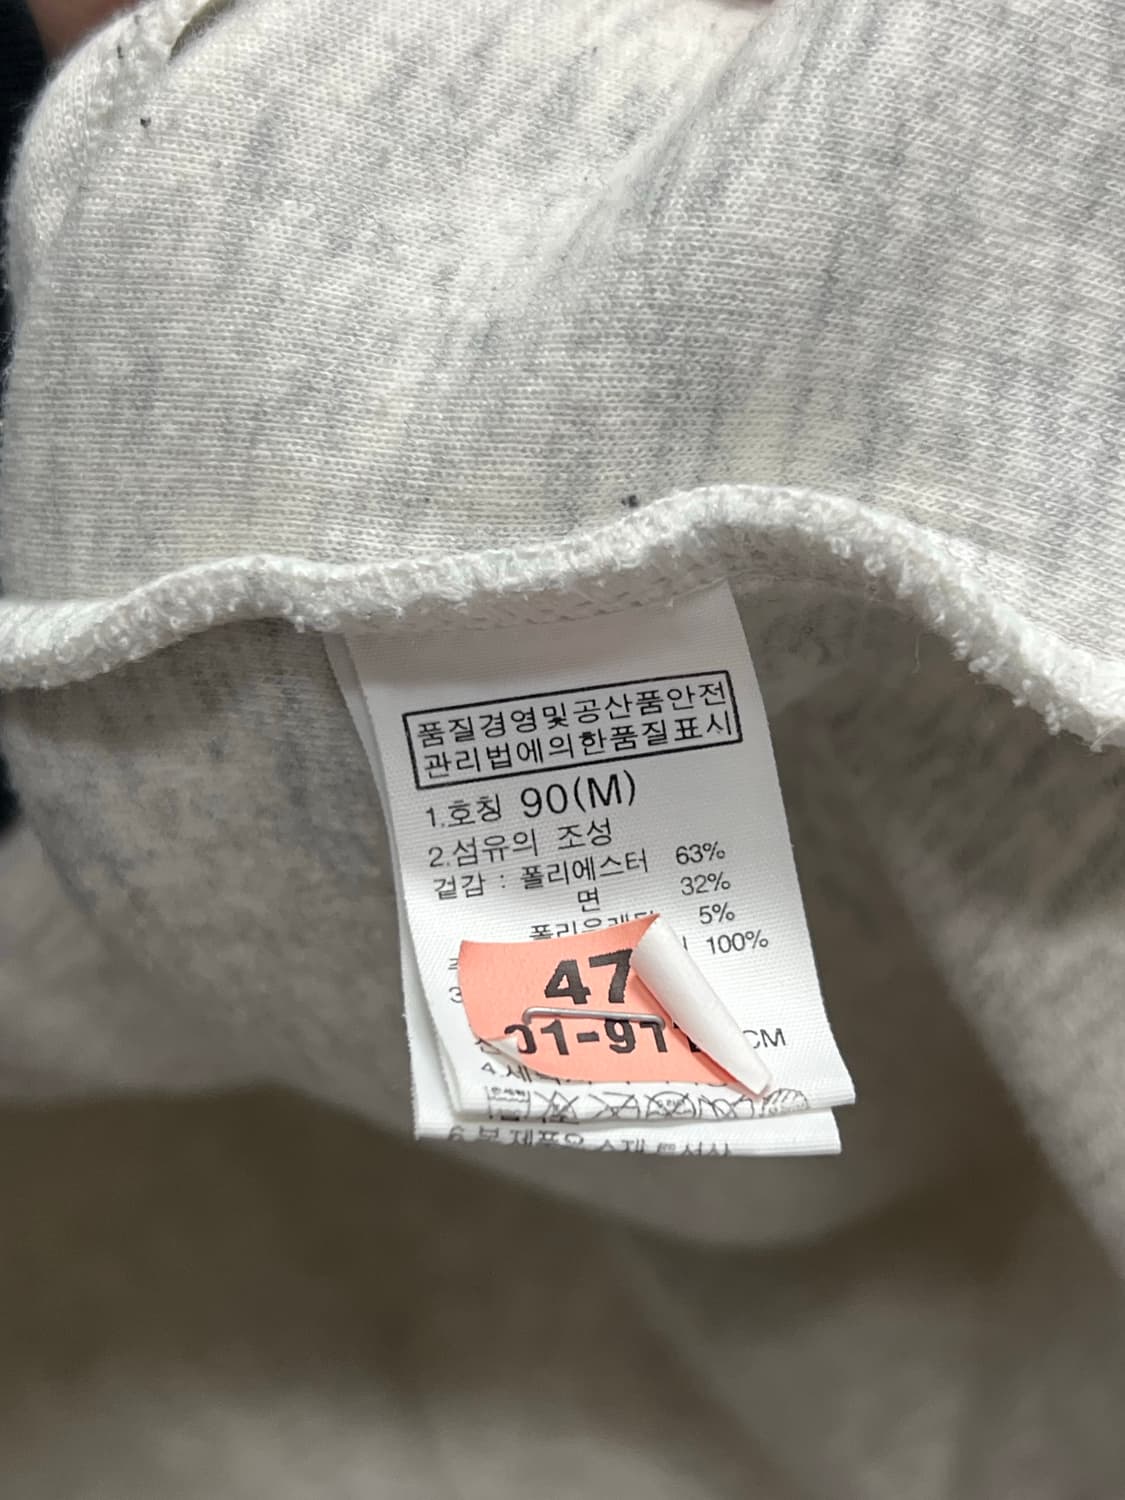 품질경영및공산품안전
관리법에의한품질표시
1.호칭 90(M)
2.섬유의 조성
겉감 : 폴리에스터 63%
면 32%
5%
100%
47
01-91
CM